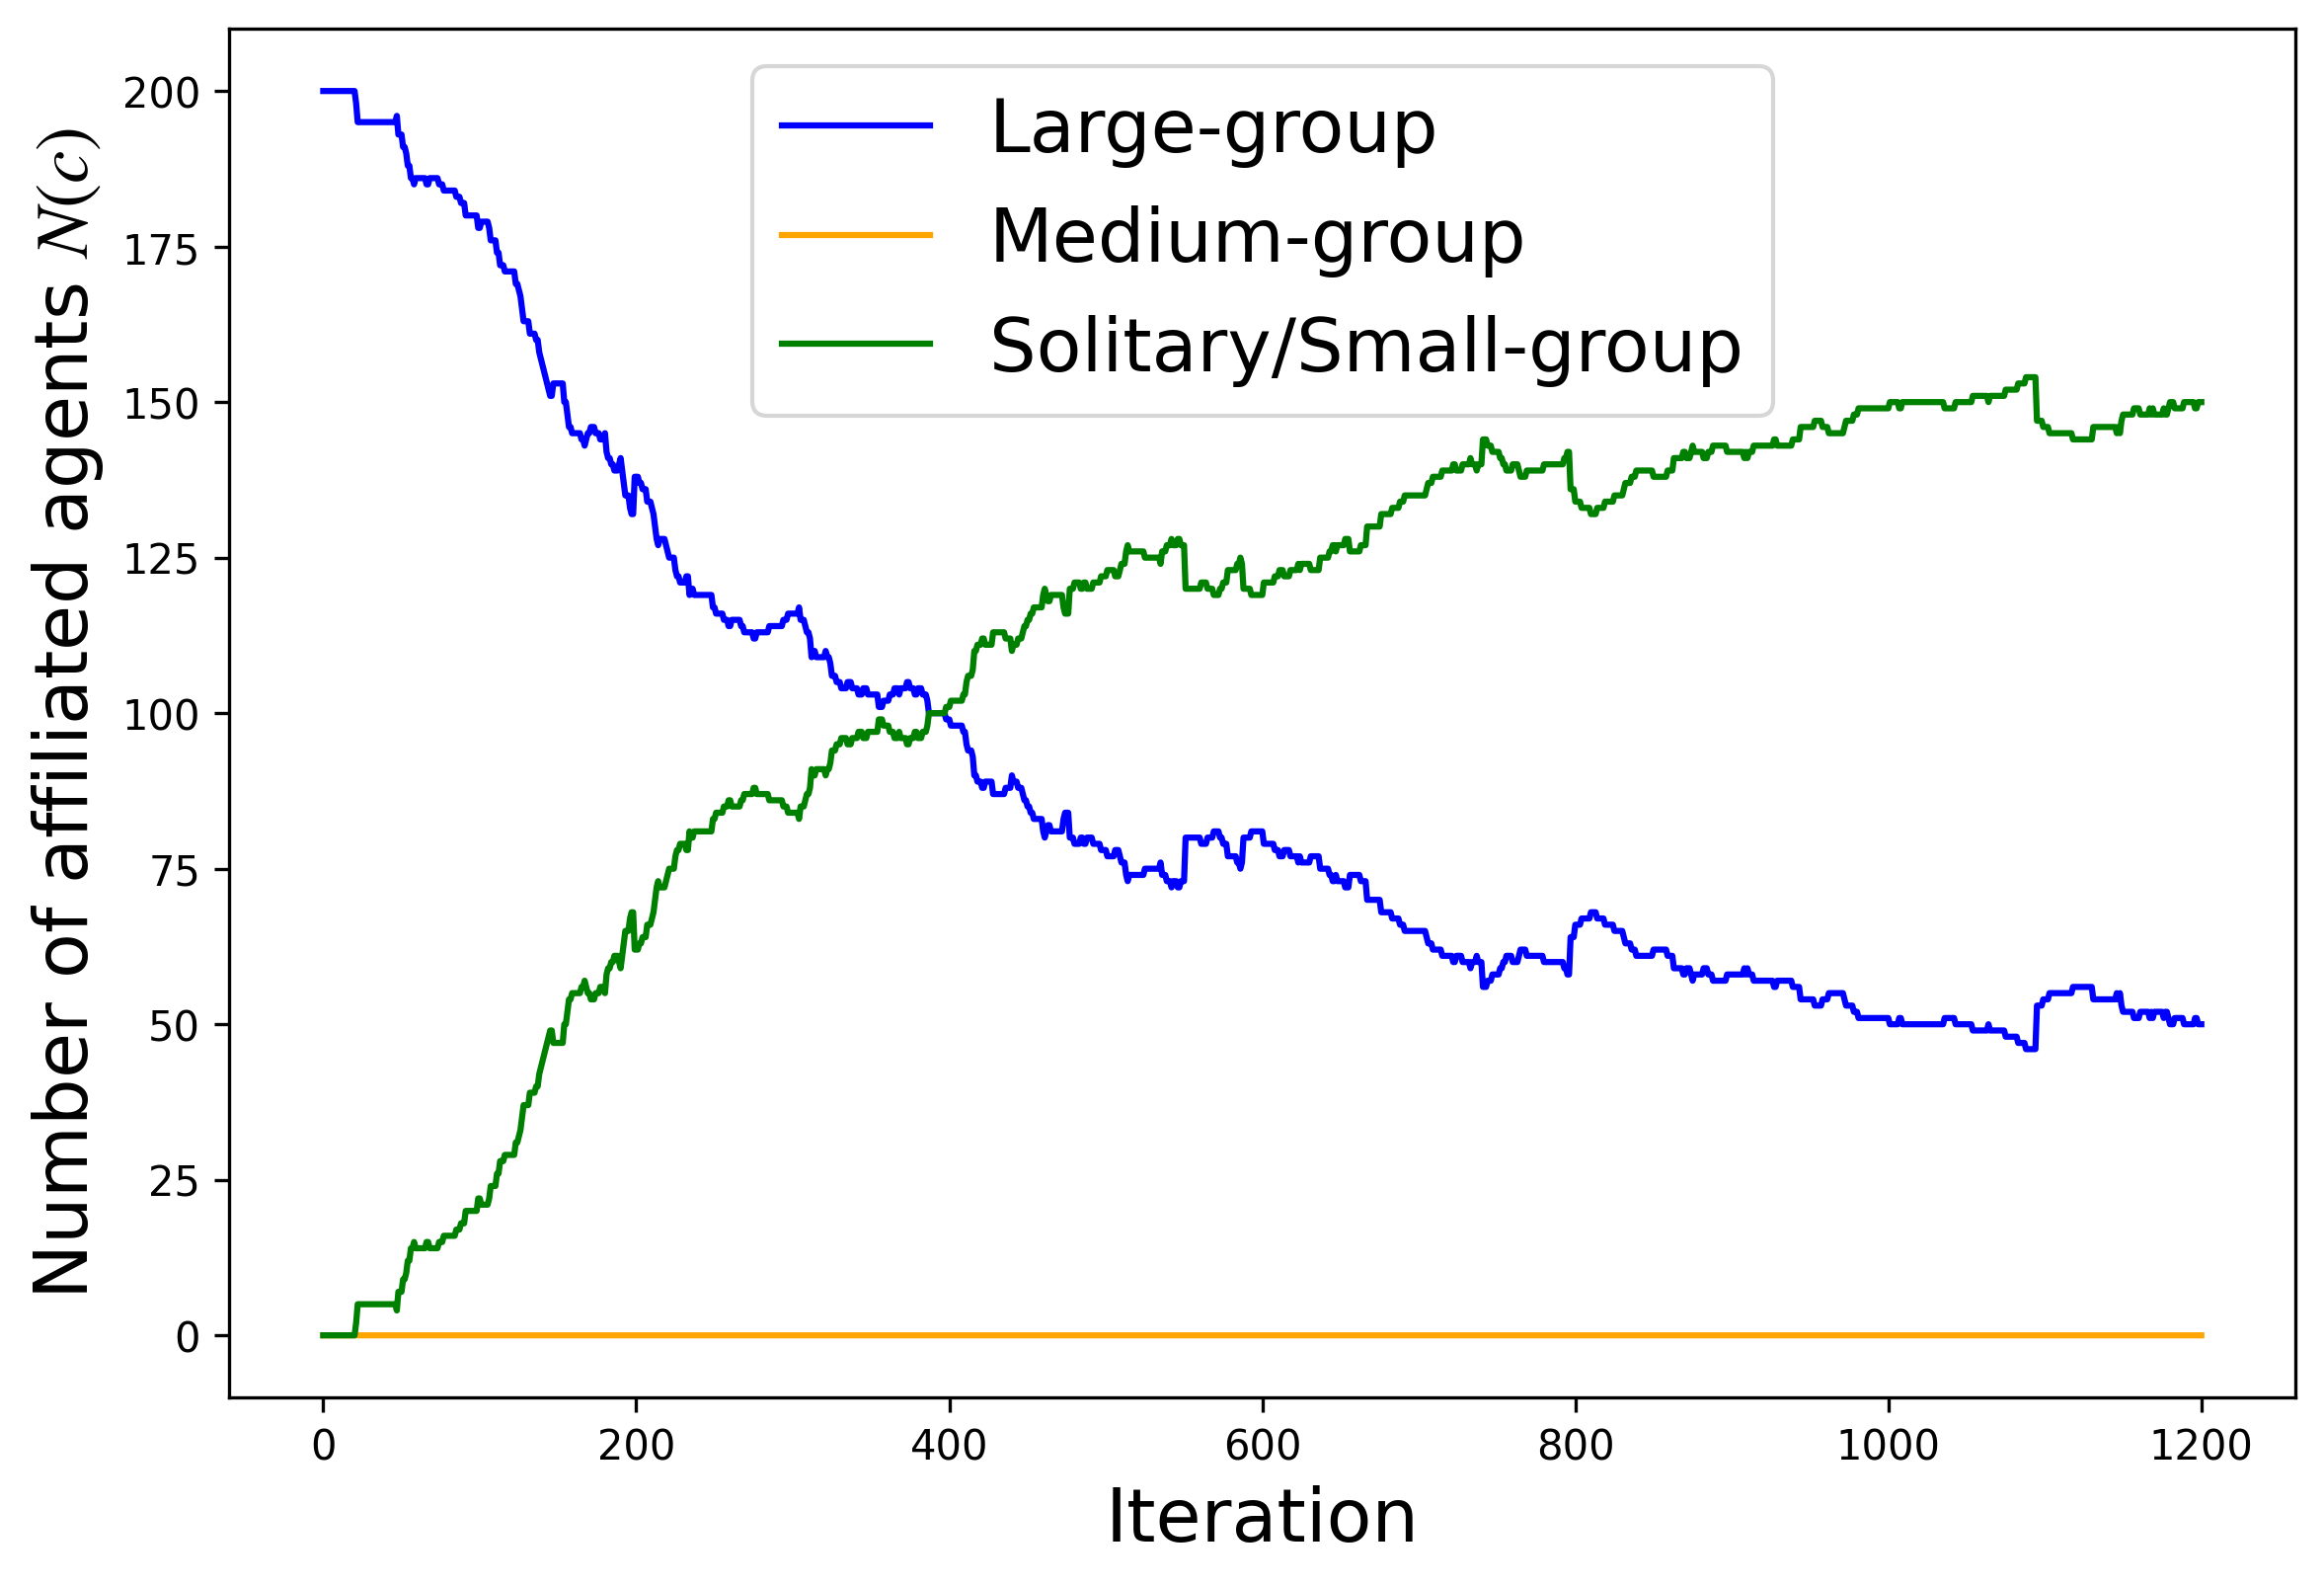 Number of affiliated agents N(c)
200
175
150
125
100
75
50
25
0
Large-group
Medium-group
Solitary/Small-group
0 200 400 600 800 1000 1200
Iteration